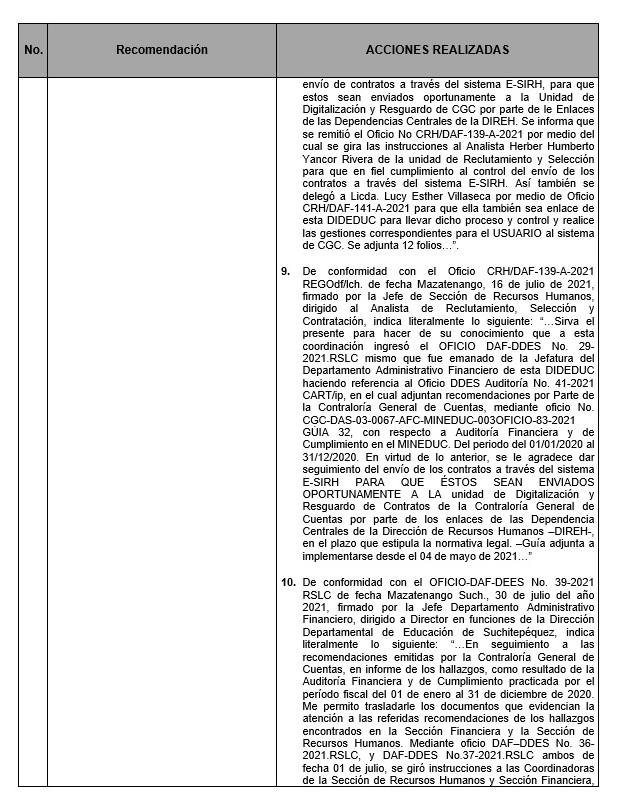 No.
Recomendación
ACCIONES REALIZADAS
envío de contratos a través del sistema E-SIRH, para que
estos sean enviados oportunamente a la Unidad de
Digitalización y Resguardo de CGC por parte de le Enlaces
de las Dependencias Centrales de la DIREH. Se informa que
se remitió el Oficio No CRH/DAF-139-A-2021 por medio del
cual se gira las instrucciones al Analista Herber Humberto
Yancor Rivera de la unidad de Reclutamiento y Selección
para que en fiel cumplimiento al control del envío de los
contratos a través del sistema E-SIRH. Así también se
delegó a Licda. Lucy Esther Villaseca por medio de Oficio
CRH/DAF-141-A-2021 para que ella también sea enlace de
esta DIDEDUC para llevar dicho proceso y control y realice
las gestiones correspondientes para el USUARIO al sistema
de CGC. Se adjunta 12 folios…”.
9. De conformidad con el Oficio CRH/DAF-139-A-2021
REGOdf/lch. de fecha Mazatenango, 16 de julio de 2021,
firmado por la Jefe de Sección de Recursos Humanos,
dirigido al Analista de Reclutamiento, Selección y
Contratación, indica literalmente lo siguiente: “…Sirva el
presente para hacer de su conocimiento que a esta
coordinación ingresó el OFICIO DAF-DDES No. 29-
2021.RSLC mismo que fue emanado de la Jefatura del
Departamento Administrativo Financiero de esta DIDEDUC
haciendo referencia al Oficio DDES Auditoría No. 41-2021
CART/ip, en el cual adjuntan recomendaciones por Parte de
la Contraloría General de Cuentas, mediante oficio No.
CGC-DAS-03-0067-AFC-MINEDUC-003OFICIO-83-2021
GUIA 32, con respecto a Auditoría Financiera y de
Cumplimiento en el MINEDUC. Del periodo del 01/01/2020 al
31/12/2020. En virtud de lo anterior, se le agradece dar
seguimiento del envío de los contratos a través del sistema
E-SIRH PARA QUE ÉSTOS SEAN ENVIADOS
OPORTUNAMENTE A LA unidad de Digitalización y
Resguardo de Contratos de la Contraloría General de
Cuentas por parte de los enlaces de las Dependencia
Centrales de la Dirección de Recursos Humanos –DIREH-,
en el plazo que estipula la normativa legal. –Guía adjunta a
implementarse desde el 04 de mayo de 2021…”
10. De conformidad con el OFICIO-DAF-DEES No. 39-2021
RSLC de fecha Mazatenango Such., 30 de julio del año
2021, firmado por la Jefe Departamento Administrativo
Financiero, dirigido a Director en funciones de la Dirección
Departamental de Educación de Suchitepéquez, indica
literalmente lo siguiente: “…En seguimiento a las
recomendaciones emitidas por la Contraloría General de
Cuentas, en informe de los hallazgos, como resultado de la
Auditoría Financiera y de Cumplimiento practicada por el
período fiscal del 01 de enero al 31 de diciembre de 2020.
Me permito trasladarle los documentos que evidencian la
atención a las referidas recomendaciones de los hallazgos
encontrados en la Sección Financiera y la Sección de
Recursos Humanos. Mediante oficio DAF–DDES No. 36-
2021.RSLC, y DAF-DDES No.37-2021.RSLC ambos de
fecha 01 de julio, se giró instrucciones a las Coordinadoras
de la Sección de Recursos Humanos y Sección Financiera,